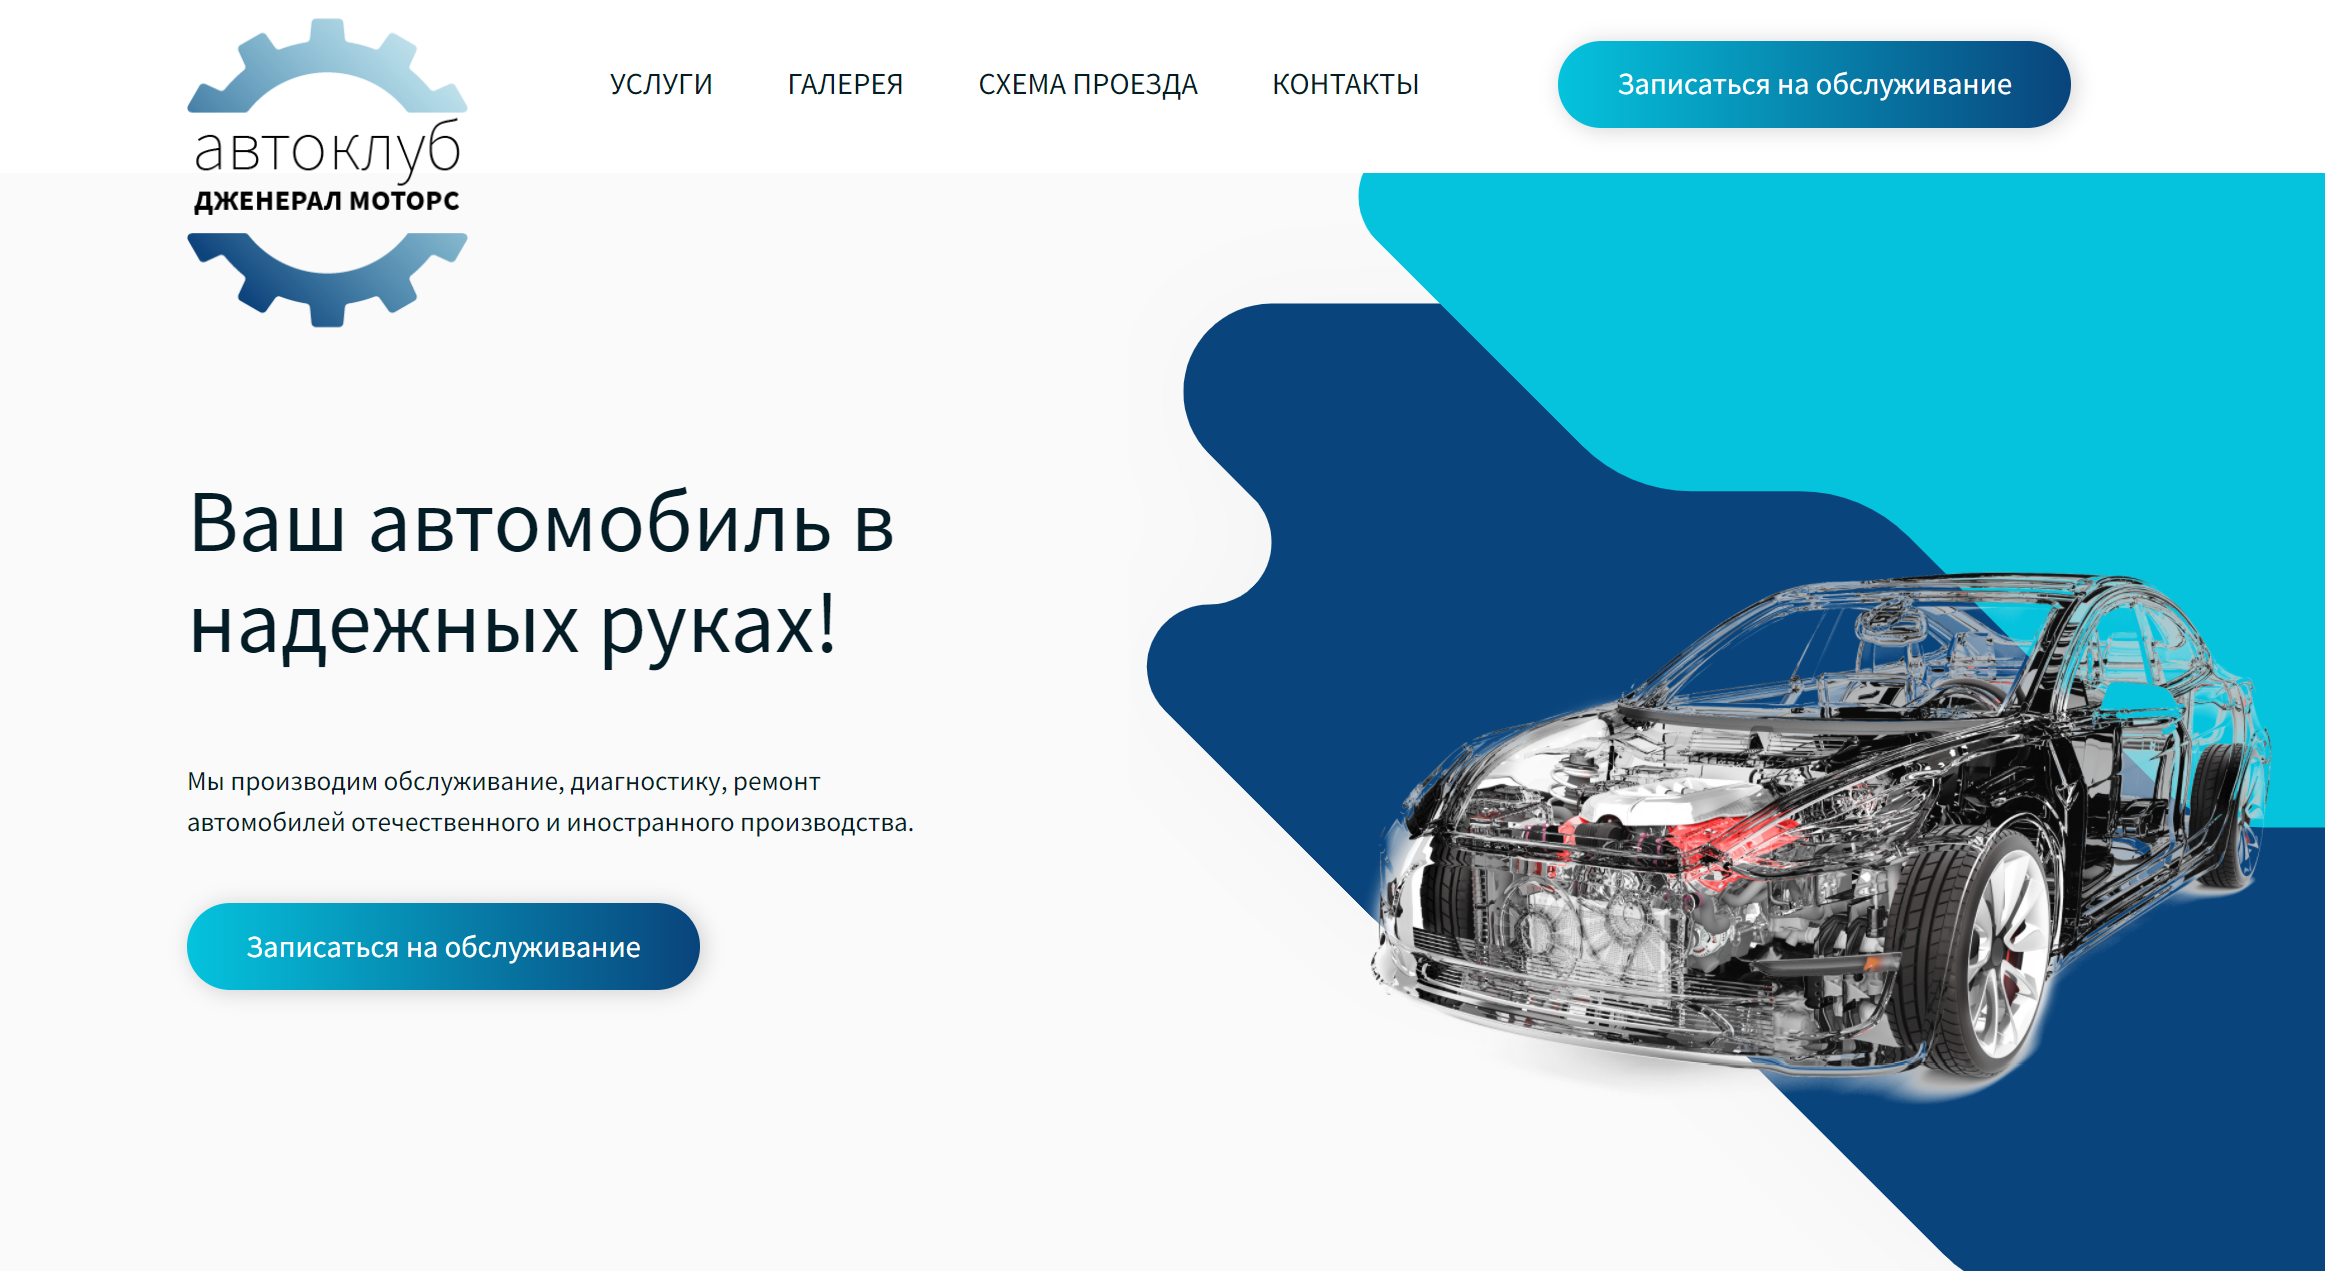 автоклуб
ДЖЕНЕРАЛ МОТОРС
УСЛУГИ
ГАЛЕРЕЯ
СХЕМА ПРОЕЗДА
КОНТАКТЫ
Записаться на обслуживание
Ваш автомобиль в
надежных руках!
Мы производим обслуживание, диагностику, ремонт
автомобилей отечественного и иностранного производства.
Записаться на обслуживание